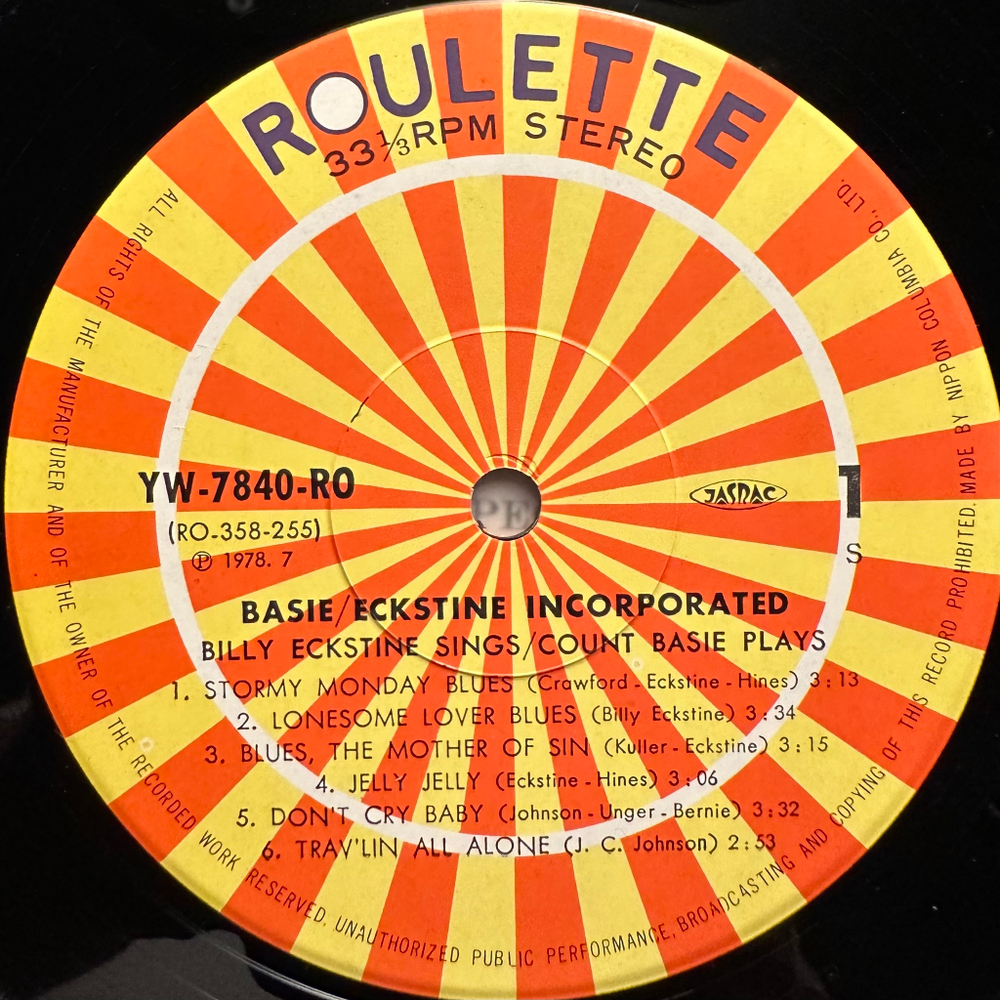 ROULETTE
33⅓RPM STEREO
YW-7840-RO
(RO-358-255)
Ⓟ 1978. 7
JASRAC
1
S
BASIE/ECKSTINE INCORPORATED
BILLY ECKSTINE SINGS/COUNT BASIE PLAYS
1. STORMY MONDAY BLUES (Crawford - Eckstine - Hines) 3:13
2. LONESOME LOVER BLUES (Billy Eckstine) 3:34
3. BLUES, THE MOTHER OF SIN (Kuller - Eckstine) 3:15
4. JELLY JELLY (Eckstine - Hines) 3:06
5. DON'T CRY BABY (Johnson - Unger - Bernie) 3:32
6. TRAV'LIN ALL ALONE (J. C. Johnson) 2:53
ALL RIGHTS OF THE MANUFACTURER AND OF THE OWNER OF THE RECORDED WORK RESERVED. UNAUTHORIZED PUBLIC PERFORMANCE, BROADCASTING AND COPYING OF THIS RECORD PROHIBITED. MADE BY NIPPON COLUMBIA CO., LTD.